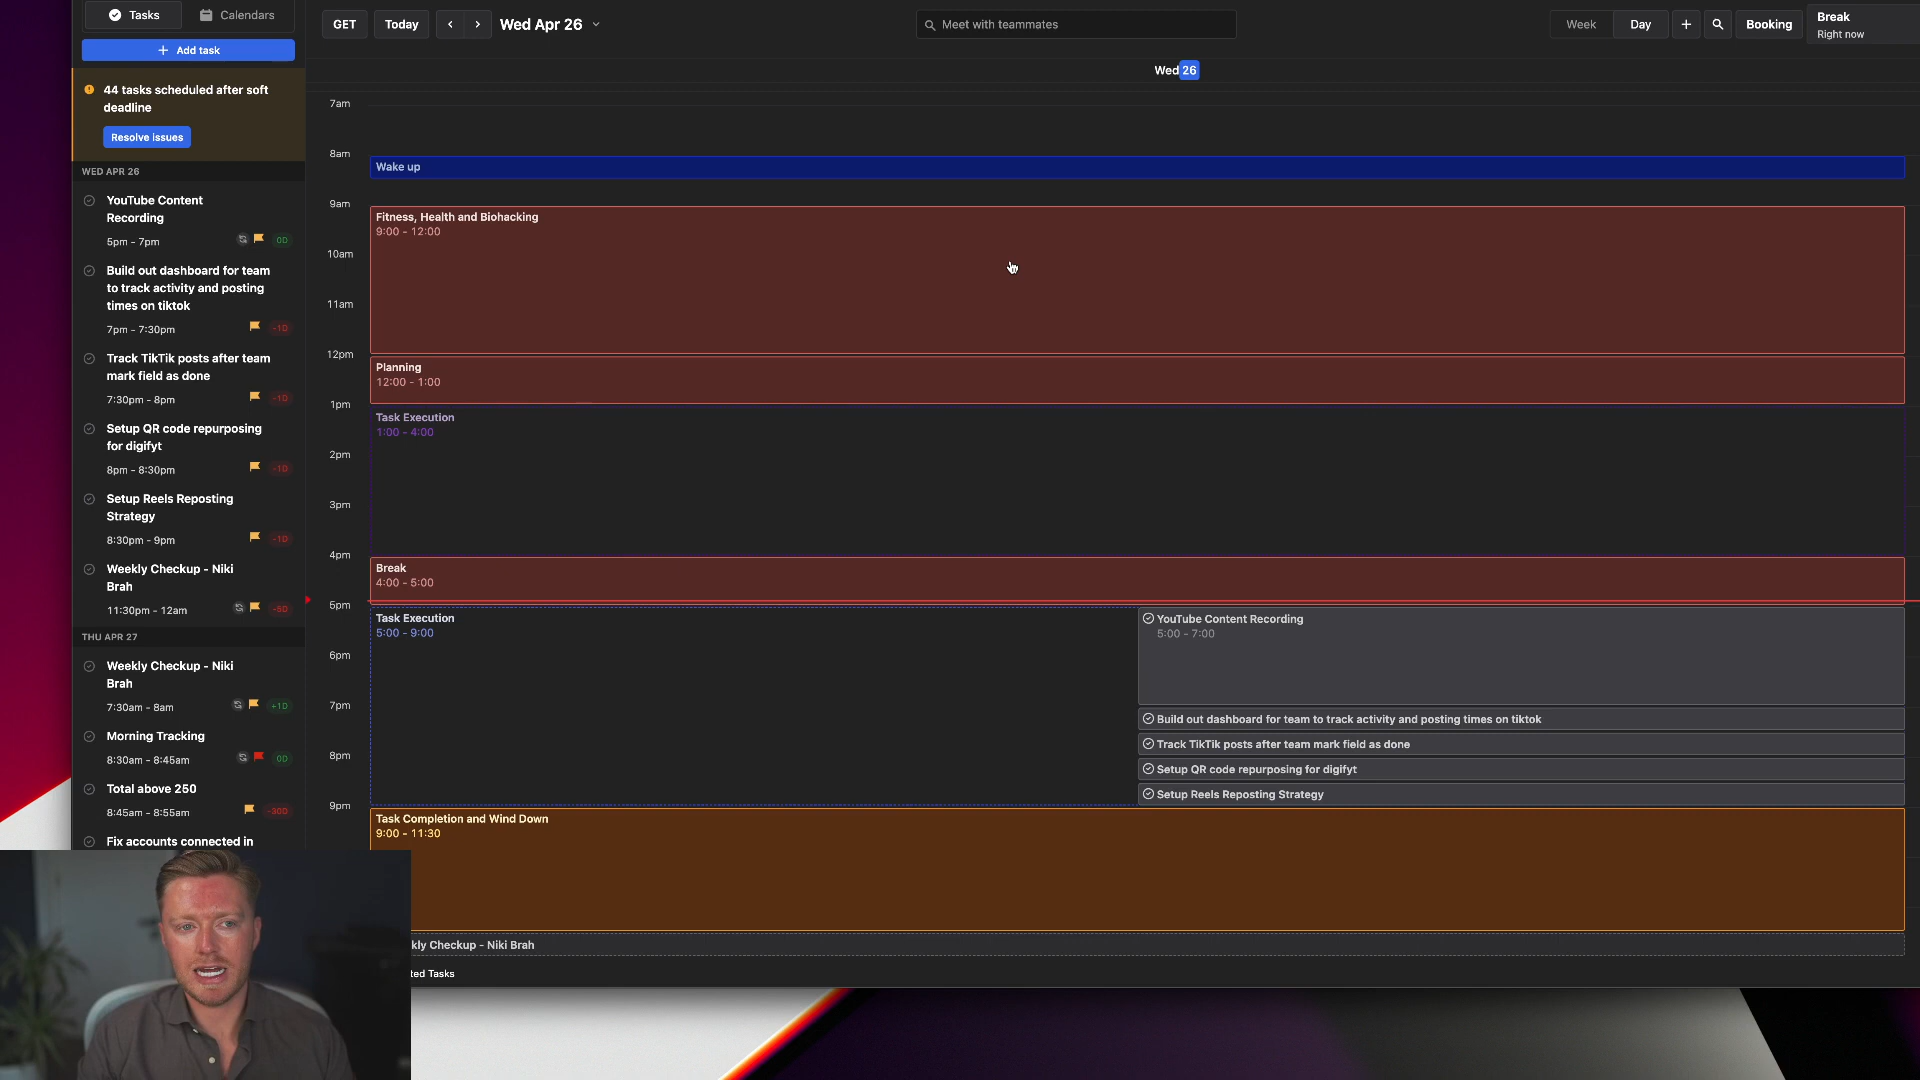 Tasks
Calendars
Add task
44 tasks scheduled after soft
deadline
Resolve issues
WED APR 26
YouTube Content
Recording
5pm - 7pm
0D
Build out dashboard for team
to track activity and posting
times on tiktok
7pm - 7:30pm
-1D
Track TikTik posts after team
mark field as done
7:30pm - 8pm
-1D
Setup QR code repurposing
for digifyt
8pm - 8:30pm
-1D
Setup Reels Reposting
Strategy
8:30pm - 9pm
-1D
Weekly Checkup - Niki
Brah
11:30pm - 12am
THU APR 27
Weekly Checkup - Niki
Brah
7:30am - 8am
+1D
Morning Tracking
8:30am - 8:45am
0D
Total above 250
8:45am - 8:55am
-30D
Fix accounts connected in
GET
Today
Wed Apr 26
Meet with teammates
Week
Day
Booking
Break
Right now
Wed 26
7am
8am
Wake up
9am
Fitness, Health and Biohacking
9:00 - 12:00
10am
11am
12pm
Planning
12:00 - 1:00
1pm
Task Execution
1:00 - 4:00
2pm
3pm
4pm
Break
4:00 - 5:00
5pm
Task Execution
5:00 - 9:00
YouTube Content Recording
5:00 - 7:00
6pm
7pm
Build out dashboard for team to track activity and posting times on tiktok
Track TikTik posts after team mark field as done
8pm
Setup QR code repurposing for digifyt
Setup Reels Reposting Strategy
9pm
Task Completion and Wind Down
9:00 - 11:30
kly Checkup - Niki Brah
ted Tasks